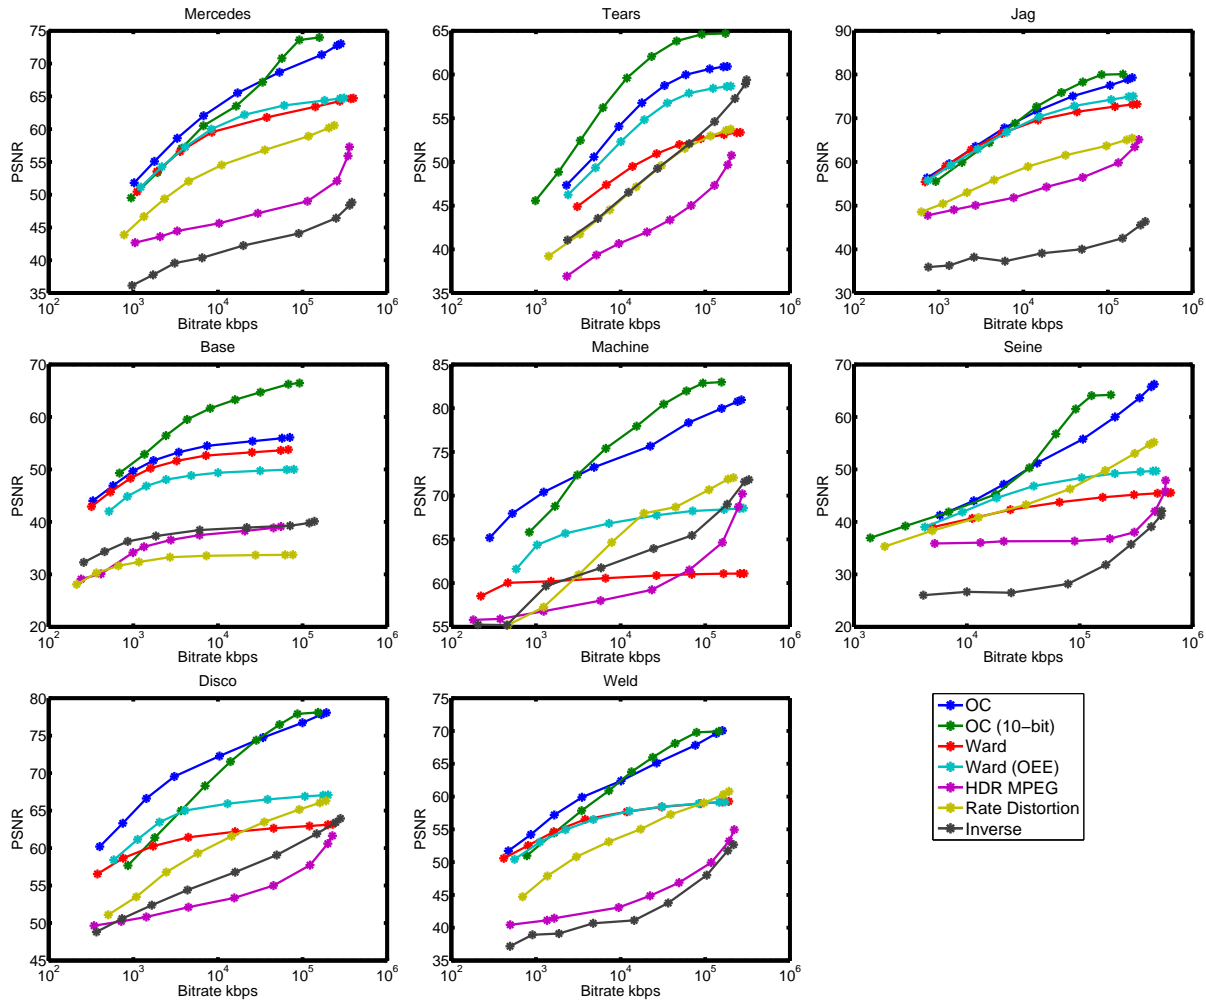 Mercedes
PSNR
75
70
65
60
55
50
45
40
35
10^2 10^3 10^4 10^5 10^6
Bitrate kbps
Tears
PSNR
65
60
55
50
45
40
35
10^2 10^3 10^4 10^5 10^6
Bitrate kbps
Jag
PSNR
90
80
70
60
50
40
30
10^2 10^3 10^4 10^5 10^6
Bitrate kbps
Base
PSNR
70
60
50
40
30
20
10^2 10^3 10^4 10^5 10^6
Bitrate kbps
Machine
PSNR
85
80
75
70
65
60
55
10^2 10^3 10^4 10^5 10^6
Bitrate kbps
Seine
PSNR
70
60
50
40
30
20
10^4 10^5 10^6
Bitrate kbps
Disco
PSNR
80
75
70
65
60
55
50
45
10^2 10^3 10^4 10^5 10^6
Bitrate kbps
Weld
PSNR
75
70
65
60
55
50
45
40
35
10^2 10^3 10^4 10^5 10^6
Bitrate kbps
OC
OC (10−bit)
Ward
Ward (OEE)
HDR MPEG
Rate Distortion
Inverse